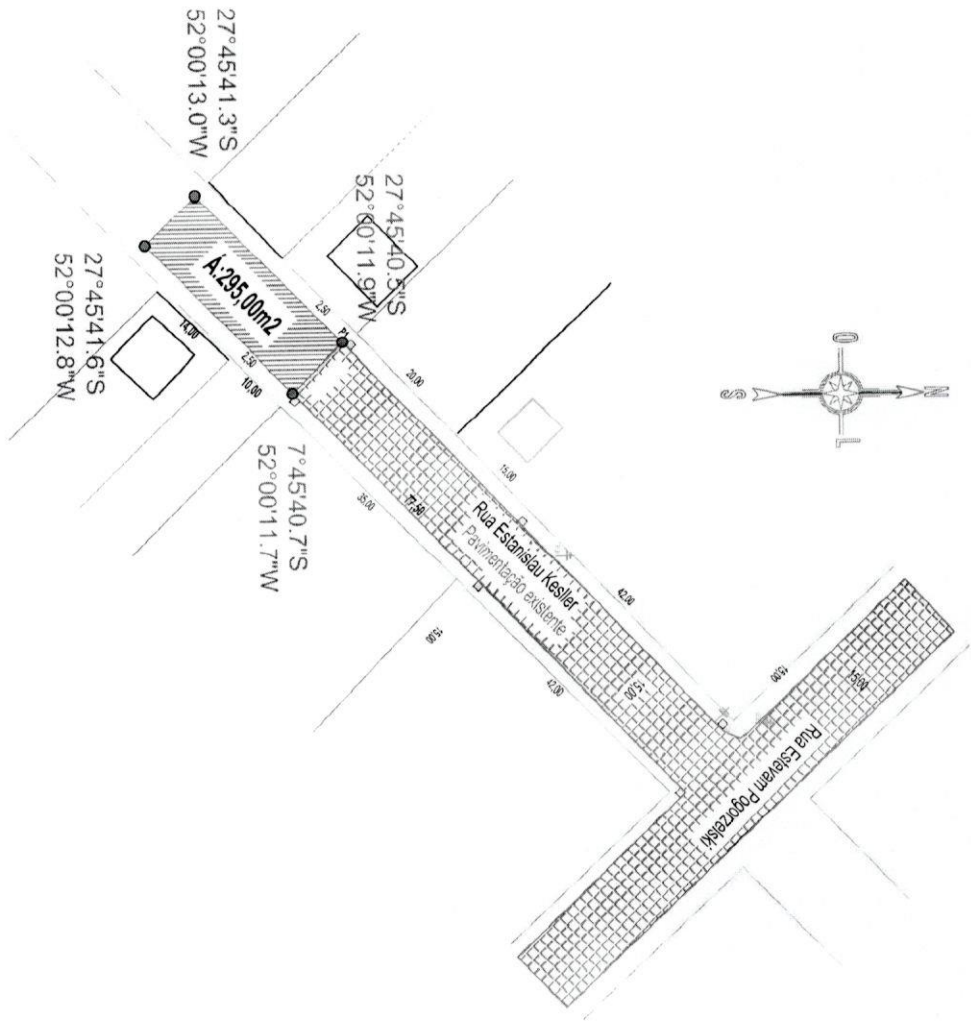 27°45'41.3"S
52°00'13.0"W
27°45'40.5"S
52°00'11.9"W
27°45'41.6"S
52°00'12.8"W
7°45'40.7"S
52°00'11.7"W
A:295,00m2
14,00
2,50
10,00
2,50
P1
20,00
15,00
77,50
35,00
Rua Estanislau Kesller
Pavimentação existente
42,00
15,00
42,00
15,00
15,00
15,00
Rua Estevam Pogorzelski
N
S
O
L